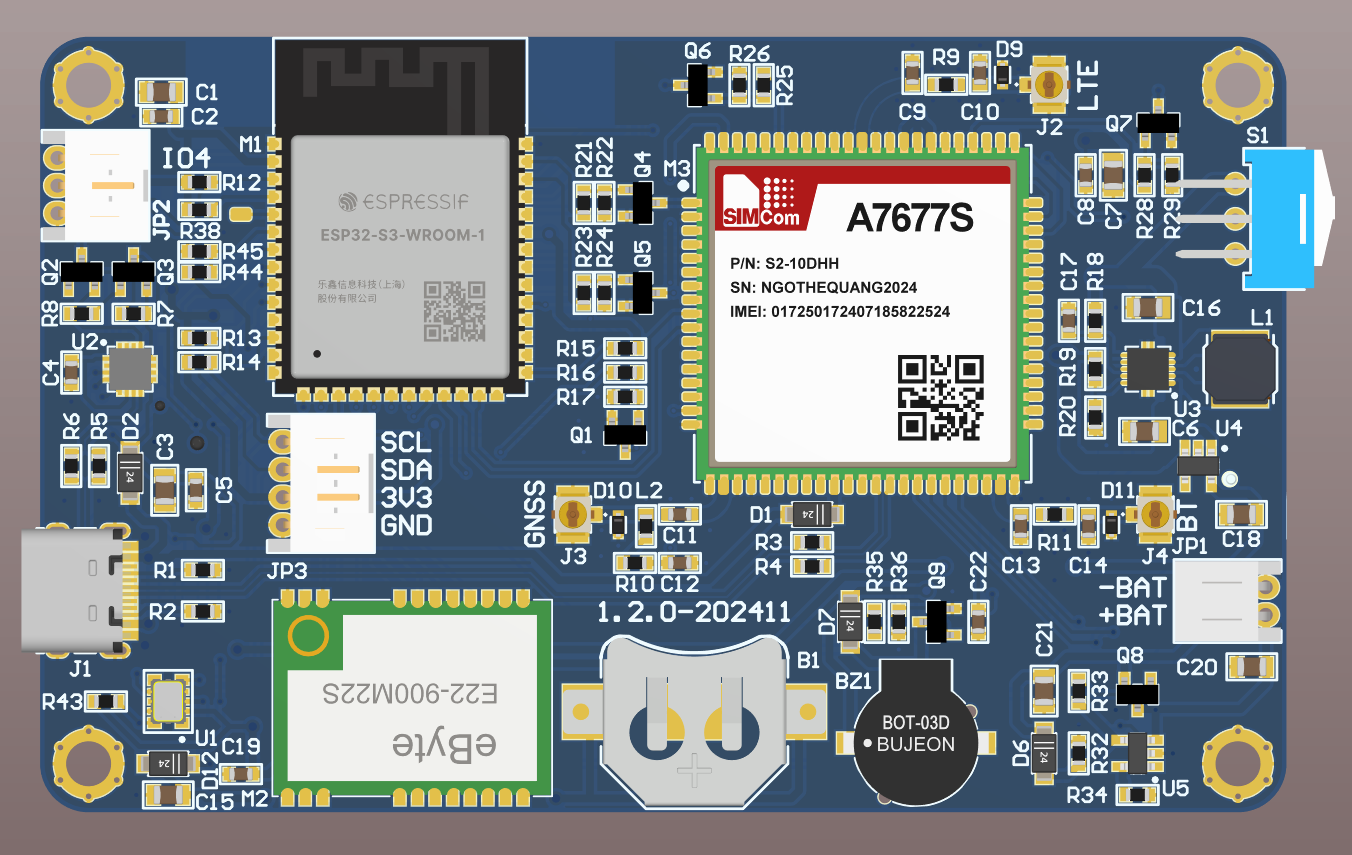 Q6
R26
R25
R9
D9
C9
C10
J2
LTE
C1
C2
M1
IO4
R12
JP2
R38
R45
R44
Q2
Q3
R8
R7
R13
R14
U2
C4
ESPRESSIF
ESP32-S3-WROOM-1
乐鑫信息科技(上海)
股份有限公司
R21
R22
Q4
R23
R24
Q5
R15
R16
R17
Q1
M3
SIMCom
A7677S
P/N: S2-10DHH
SN: NGOTHEQUANG2024
IMEI: 017250172407185822524
Q7
S1
C8
C7
R28
R29
C17
R18
C16
L1
R19
R20
U3
C6
U4
R6
R5
D2
24
C3
C5
SCL
SDA
3V3
GND
JP3
GNSS
J3
D10
L2
C11
R10
C12
D1
24
R3
R4
D11
C13
R11
C14
J4
BT
JP1
C18
-BAT
+BAT
R1
R2
J1
1.2.0-202411
D7
24
R35
R36
Q9
C22
R43
U1
D12
24
C19
C15
M2
E22-900M22S
eByte
B1
BZ1
BOT-03D
BUJEON
C21
R33
Q8
C20
D6
24
R32
R34
U5